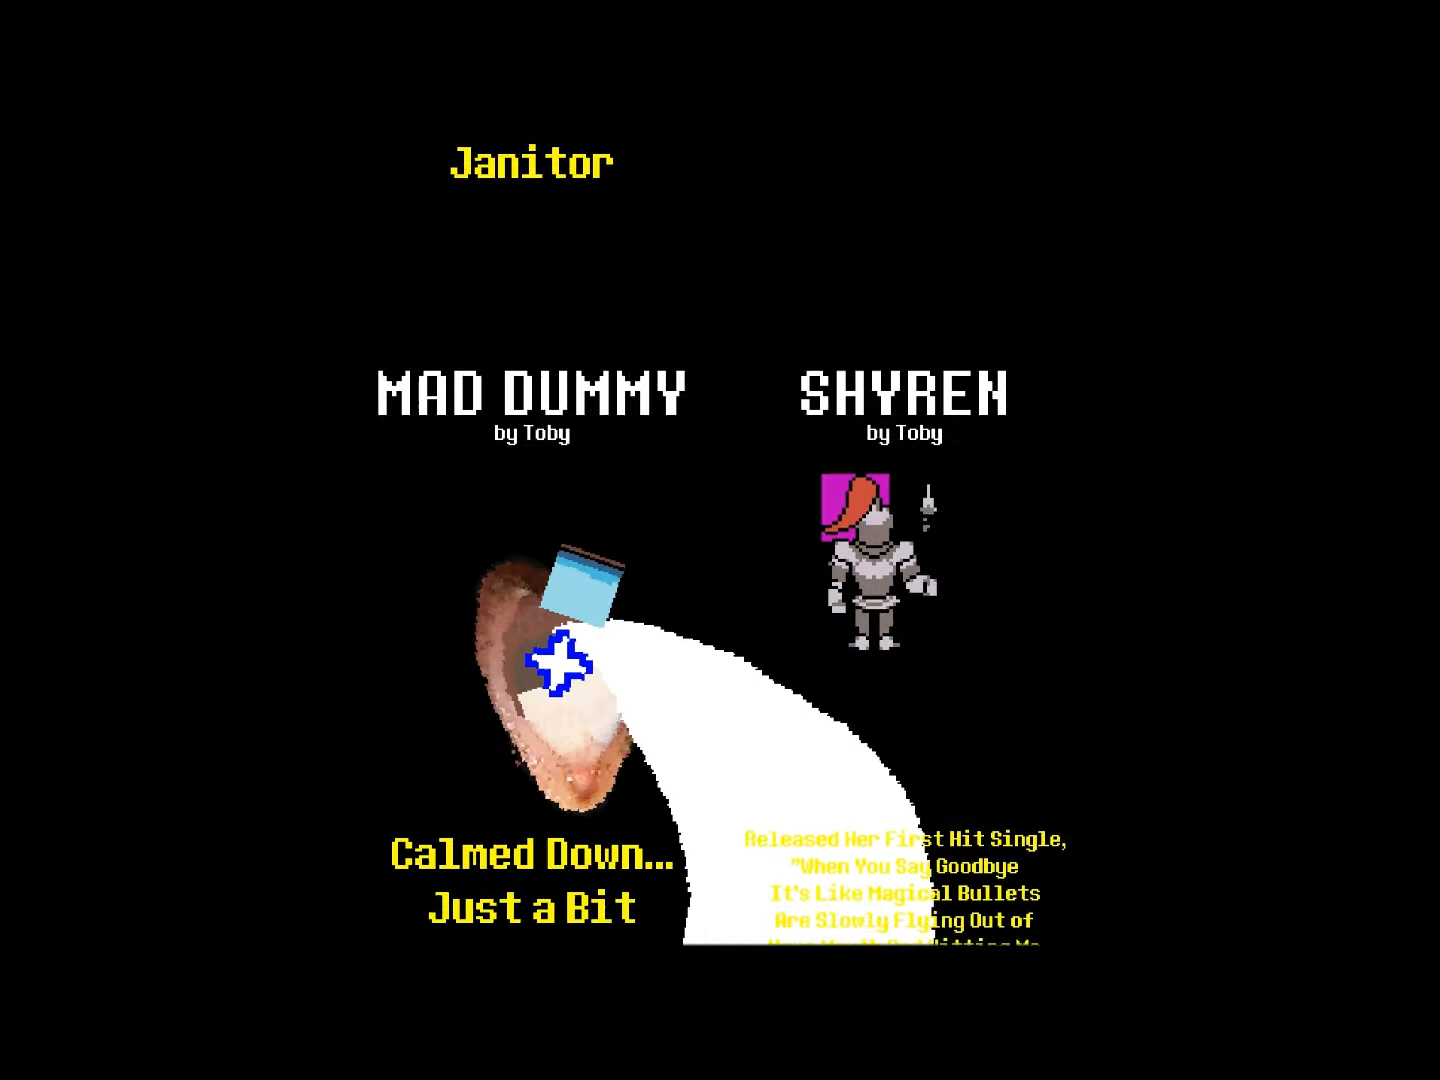 Janitor
MAD DUMMY
by Toby
SHYREN
by Toby
Calmed Down...
Just a Bit
Released Her First Hit Single,
"When You Say Goodbye
It's Like Magical Bullets
Are Slowly Flying Out of